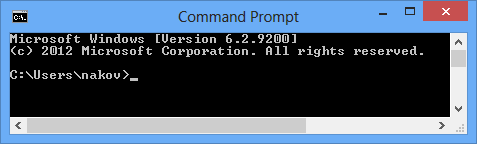 Command Prompt
Microsoft Windows [Version 6.2.9200]
(c) 2012 Microsoft Corporation. All rights reserved.
C:\Users\nakov>_